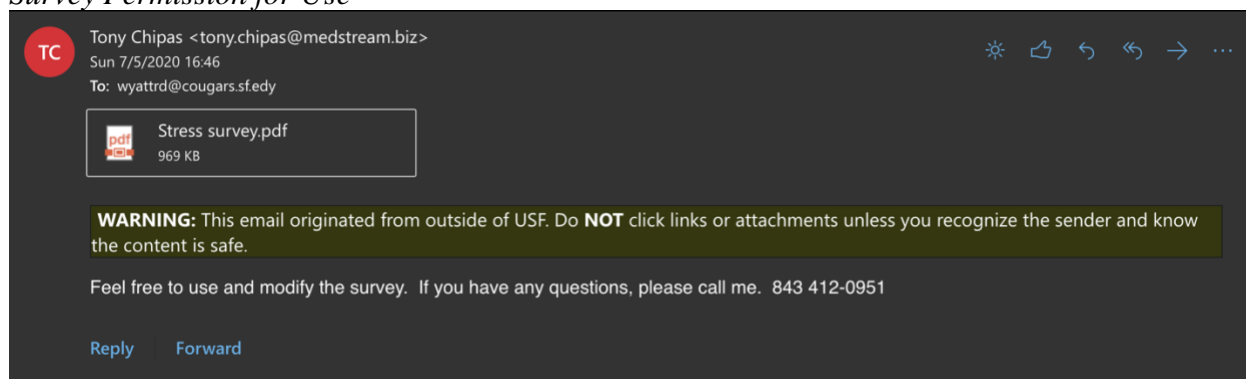 Survey Permission for Use
TC
Tony Chipas <tony.chipas@medstream.biz>
Sun 7/5/2020 16:46
To: wyattrd@cougars.sf.edy
pdf
Stress survey.pdf
969 KB
WARNING: This email originated from outside of USF. Do NOT click links or attachments unless you recognize the sender and know
the content is safe.
Feel free to use and modify the survey. If you have any questions, please call me. 843 412-0951
Reply
Forward